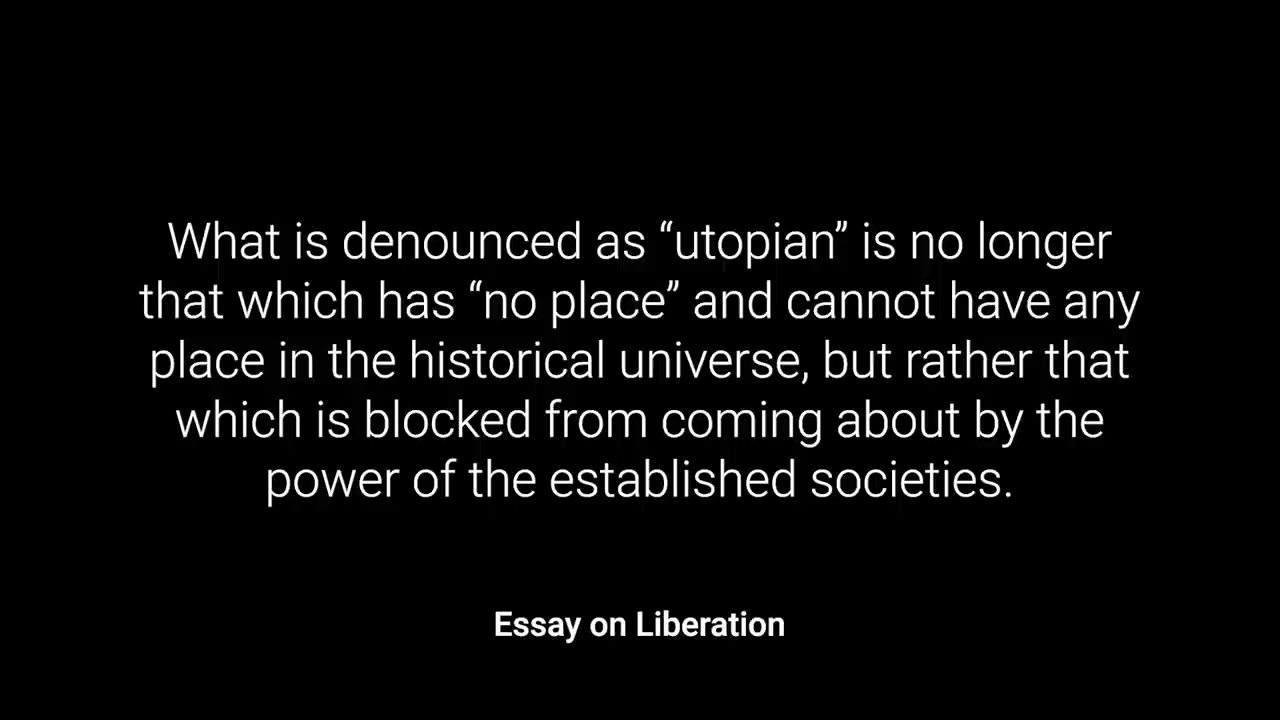 What is denounced as “utopian” is no longer
that which has “no place” and cannot have any
place in the historical universe, but rather that
which is blocked from coming about by the
power of the established societies.
Essay on Liberation